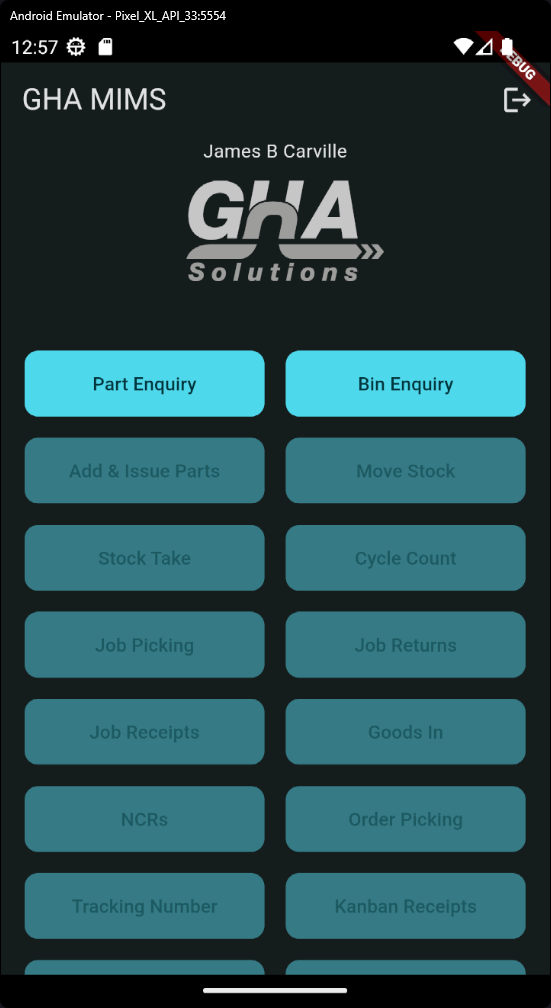 Android Emulator - Pixel_XL_API_33:5554
12:57
DEBUG
GHA MIMS
James B Carville
GHA
Solutions
Part Enquiry
Bin Enquiry
Add & Issue Parts
Move Stock
Stock Take
Cycle Count
Job Picking
Job Returns
Job Receipts
Goods In
NCRs
Order Picking
Tracking Number
Kanban Receipts